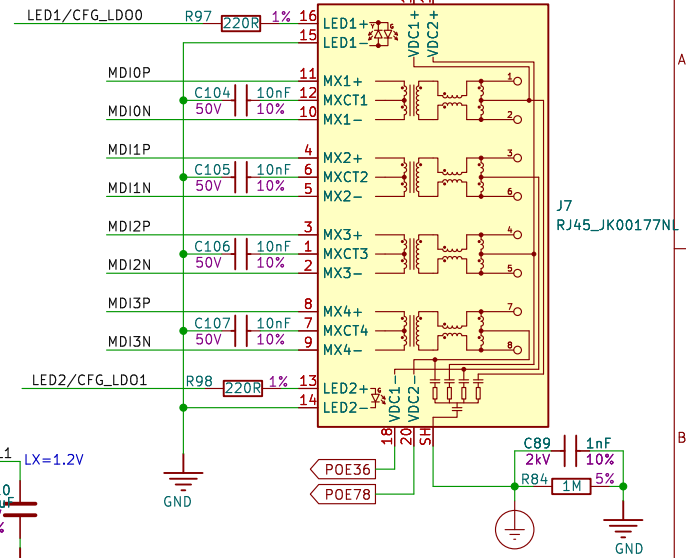 LED1/CFG_LDO0
R97
220R
1%
16
LED1+
15
LED1-
VDC1+
VDC2+
A
MDI0P
11
MX1+
C104
10nF
12
MXCT1
50V
10%
MDI0N
10
MX1-
1
2
MDI1P
4
MX2+
C105
10nF
6
MXCT2
50V
10%
MDI1N
5
MX2-
3
6
J7
RJ45_JK00177NL
MDI2P
3
MX3+
C106
10nF
1
MXCT3
50V
10%
MDI2N
2
MX3-
4
5
MDI3P
8
MX4+
C107
10nF
7
MXCT4
50V
10%
MDI3N
9
MX4-
7
8
LED2/CFG_LDO1
R98
220R
1%
13
LED2+
14
LED2-
VDC1-
VDC2-
18
20
SH
B
LX=1.2V
GND
POE36
POE78
C89
1nF
2kV
10%
R84
1M
5%
GND